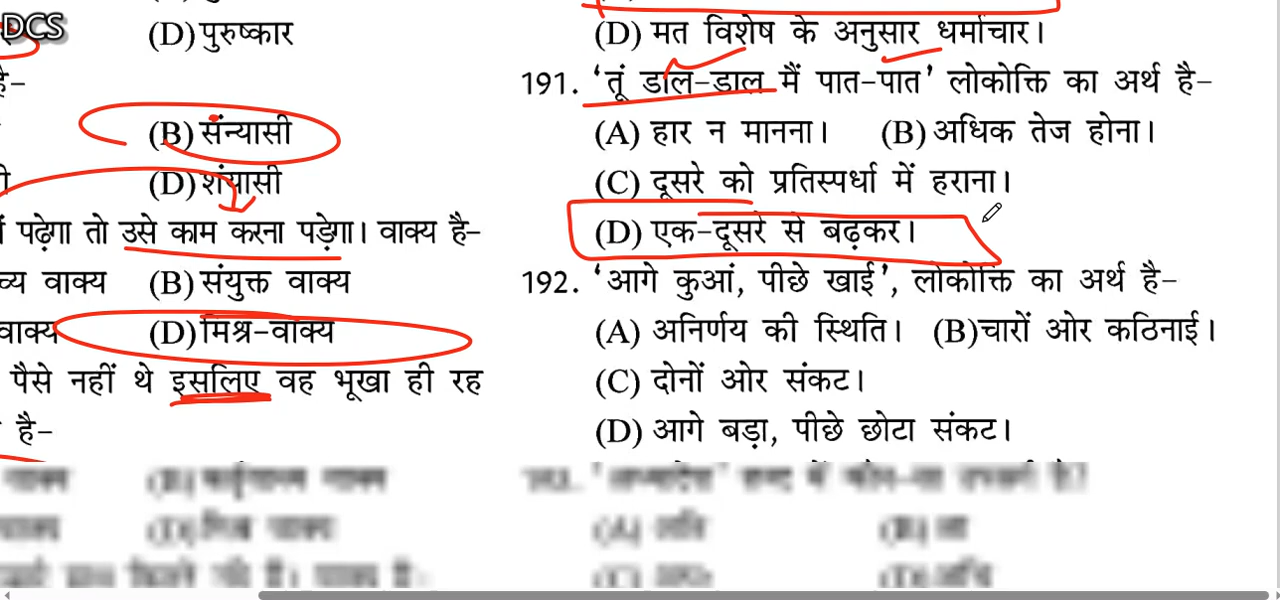 DCS
(D) पुरुष्कार
है-
(B) संन्यासी
(D) शंयासी
पढ़ेगा तो उसे काम करना पड़ेगा। वाक्य है-
वाक्य (B) संयुक्त वाक्य
वाक्य (D) मिश्र-वाक्य
पैसे नहीं थे इसलिए वह भूखा ही रह
है-
(D) मत विशेष के अनुसार धर्माचार।
191. ‘तूं डाल-डाल मैं पात-पात’ लोकोक्ति का अर्थ है-
(A) हार न मानना। (B) अधिक तेज होना।
(C) दूसरे को प्रतिस्पर्धा में हराना।
(D) एक-दूसरे से बढ़कर।
192. ‘आगे कुआं, पीछे खाई’, लोकोक्ति का अर्थ है-
(A) अनिर्णय की स्थिति। (B)चारों ओर कठिनाई।
(C) दोनों ओर संकट।
(D) आगे बड़ा, पीछे छोटा संकट।